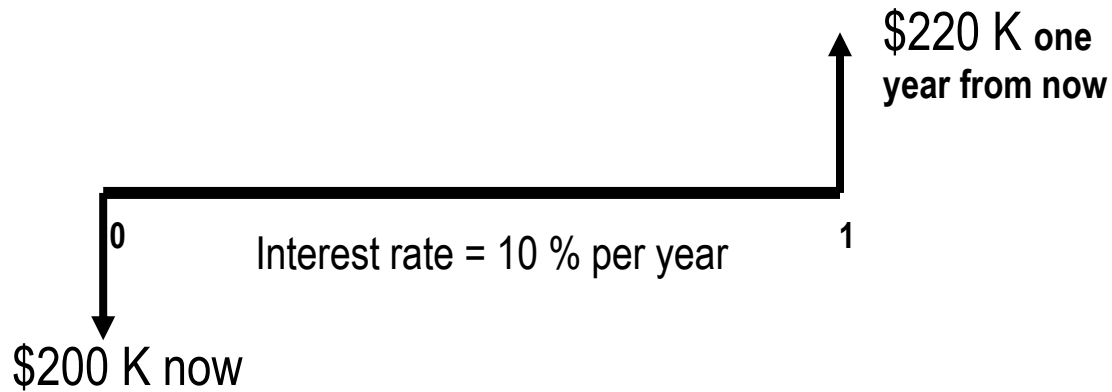 $220 K one
year from now
0
1
Interest rate = 10 % per year
$200 K now